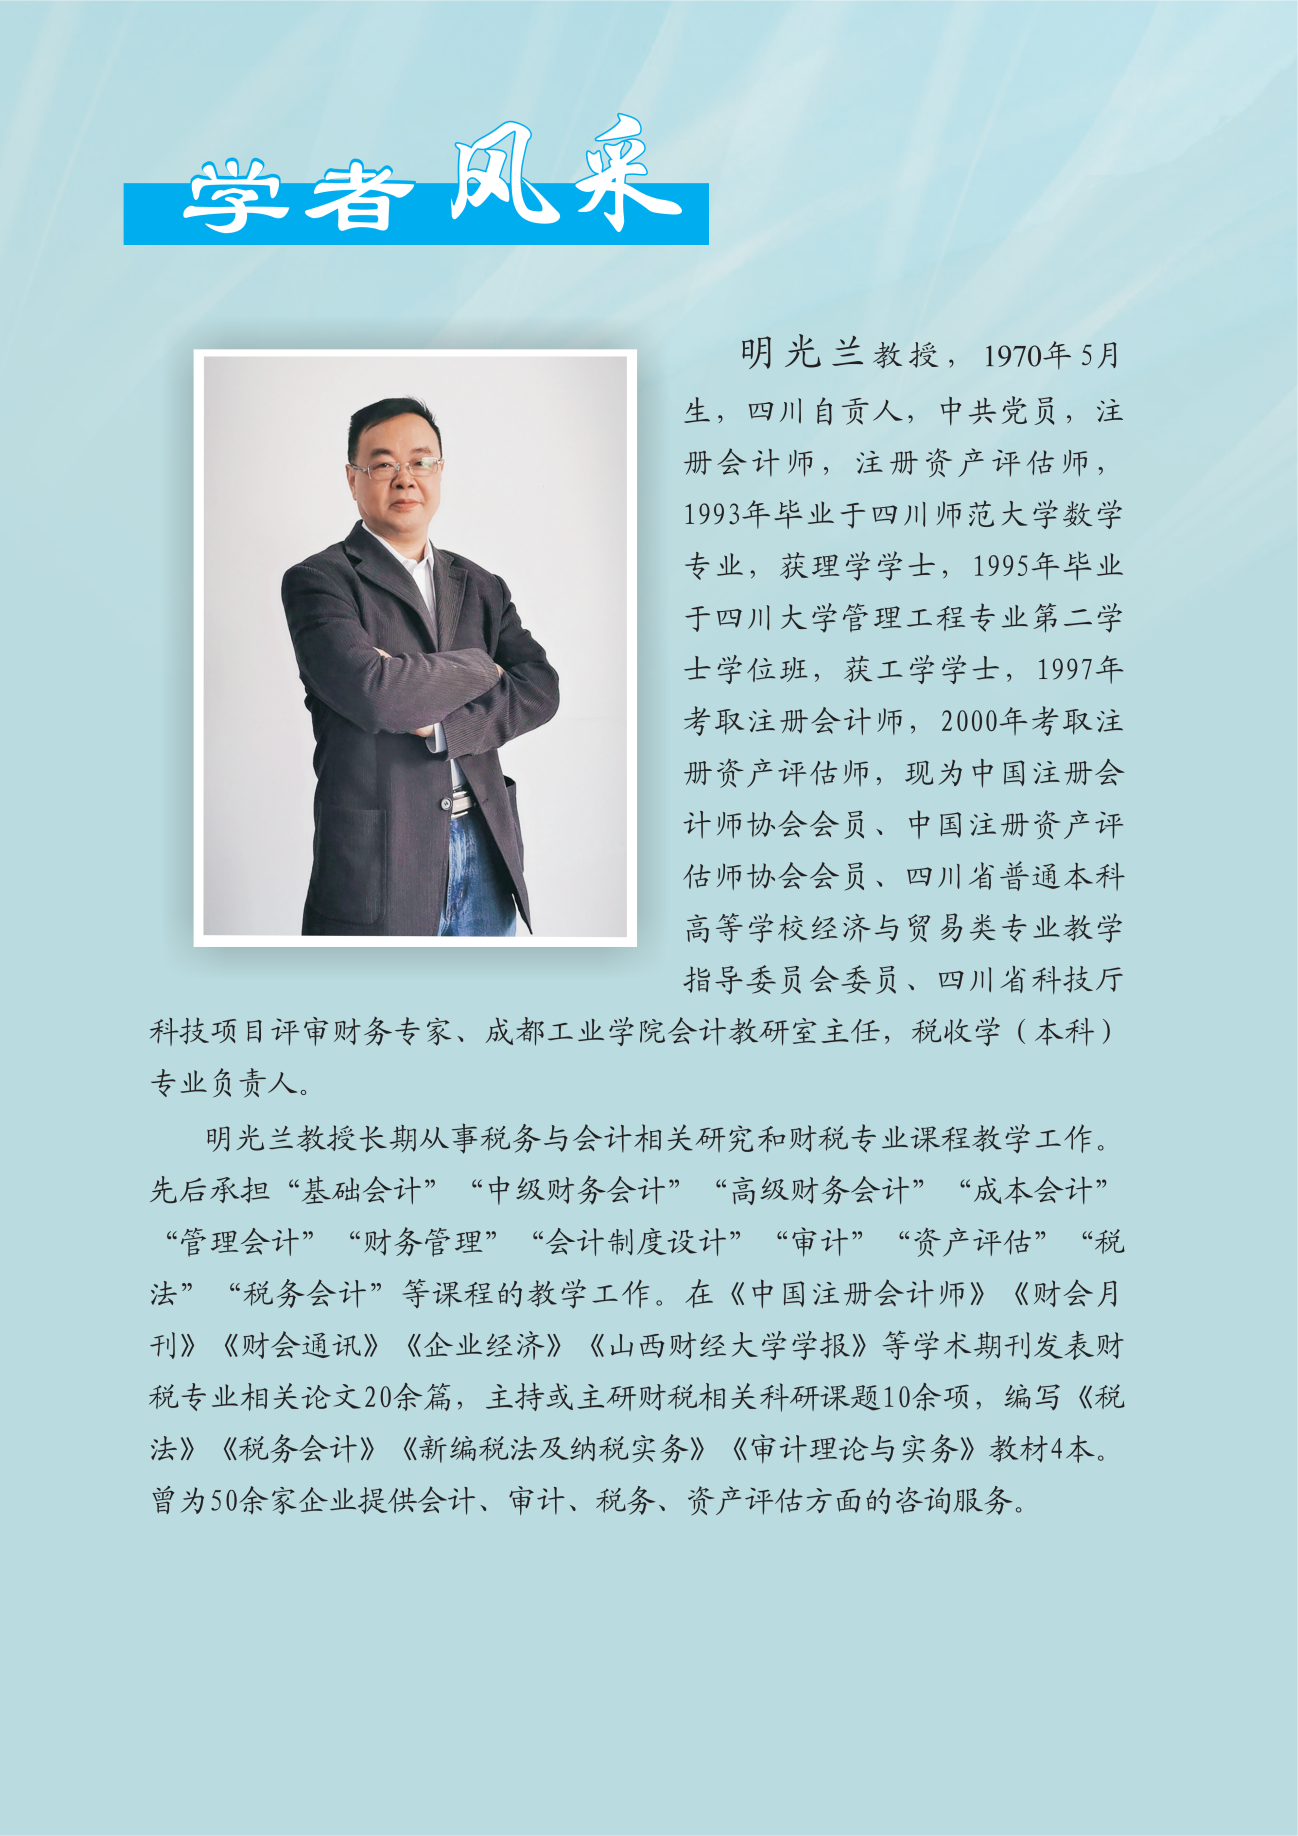 学者风采
明光兰教授，1970年5月
生，四川自贡人，中共党员，注
册会计师，注册资产评估师，
1993年毕业于四川师范大学数学
专业，获理学学士，1995年毕业
于四川大学管理工程专业第二学
士学位班，获工学学士，1997年
考取注册会计师，2000年考取注
册资产评估师，现为中国注册会
计师协会会员、中国注册资产评
估师协会会员、四川省普通本科
高等学校经济与贸易类专业教学
指导委员会委员、四川省科技厅
科技项目评审财务专家、成都工业学院会计教研室主任，税收学（本科）
专业负责人。
明光兰教授长期从事税务与会计相关研究和财税专业课程教学工作。
先后承担“基础会计”“中级财务会计”“高级财务会计”“成本会计”
“管理会计”“财务管理”“会计制度设计”“审计”“资产评估”“税
法”“税务会计”等课程的教学工作。在《中国注册会计师》《财会月
刊》《财会通讯》《企业经济》《山西财经大学学报》等学术期刊发表财
税专业相关论文20余篇，主持或主研财税相关科研课题10余项，编写《税
法》《税务会计》《新编税法及纳税实务》《审计理论与实务》教材4本。
曾为50余家企业提供会计、审计、税务、资产评估方面的咨询服务。